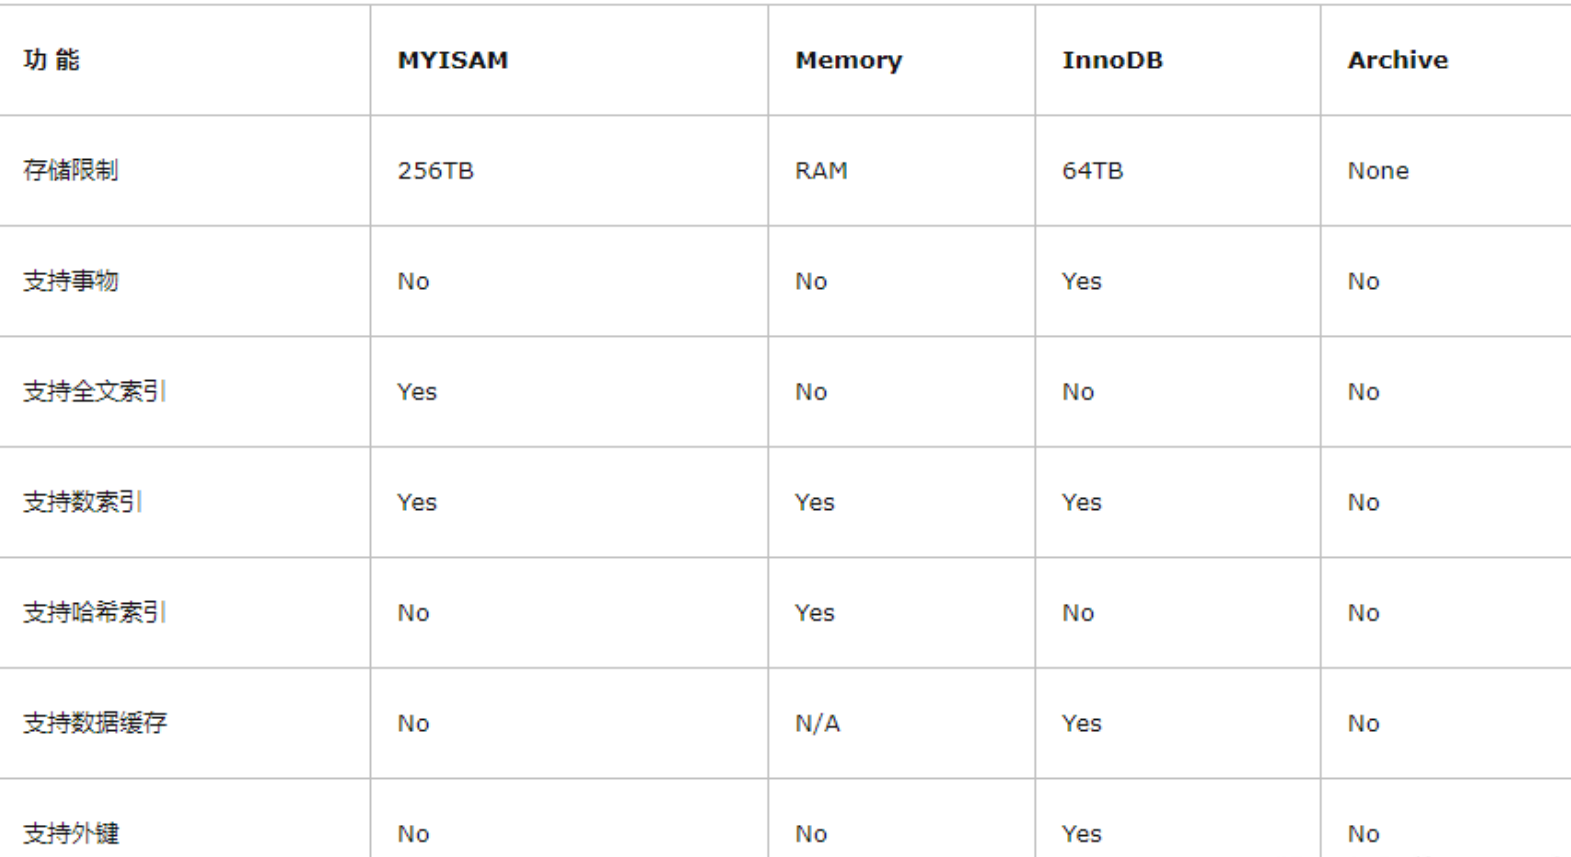 功 能 MYISAM Memory InnoDB Archive
存储限制 256TB RAM 64TB None
支持事物 No No Yes No
支持全文索引 Yes No No No
支持数索引 Yes Yes Yes No
支持哈希索引 No Yes No No
支持数据缓存 No N/A Yes No
支持外键 No No Yes No